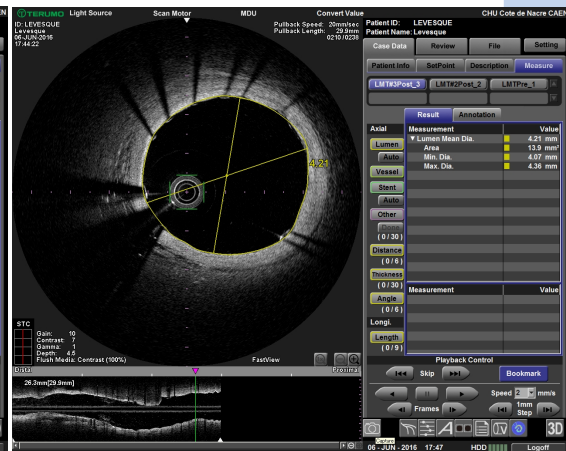 TERUMO Light Source Scan Motor MDU Convert Value CHU Cote de Nacre CAEN
ID: LEVESQUE
Levesque
06-JUN-2016
17:44:22
Pullback Speed: 20mm/sec
Pullback Length: 29.9mm
0210 /0238
4.21
Patient ID: LEVESQUE
Patient Name: Levesque
Case Data Review File Setting
Patient Info SetPoint Description Measure
LMT#3Post_3 LMT#2Post_2 LMTPre_1
Result Annotation
Axial Measurement Value
Lumen ▼ Lumen Mean Dia. 4.21 mm
Auto Area 13.9 mm²
Vessel Min. Dia. 4.07 mm
Stent Max. Dia. 4.36 mm
Auto
Other
( 0 / 30 )
Distance
( 0 / 6 )
Thickness
( 0 / 30 )
Measurement Value
Angle
( 0 / 6 )
Longi.
Length
( 0 / 9 )
STC
Gain: 10
Contrast: 7
Gamma: 1
Depth: 4.5
Flush Media: Contrast (100%)
FastView
Distal Proxima
26.3mm[29.9mm]
Playback Control
Skip Bookmark
Speed 2 mm/s
Frames 1mm Step
3D
Capture
06 - JUN - 2016 17:47 HDD Logoff